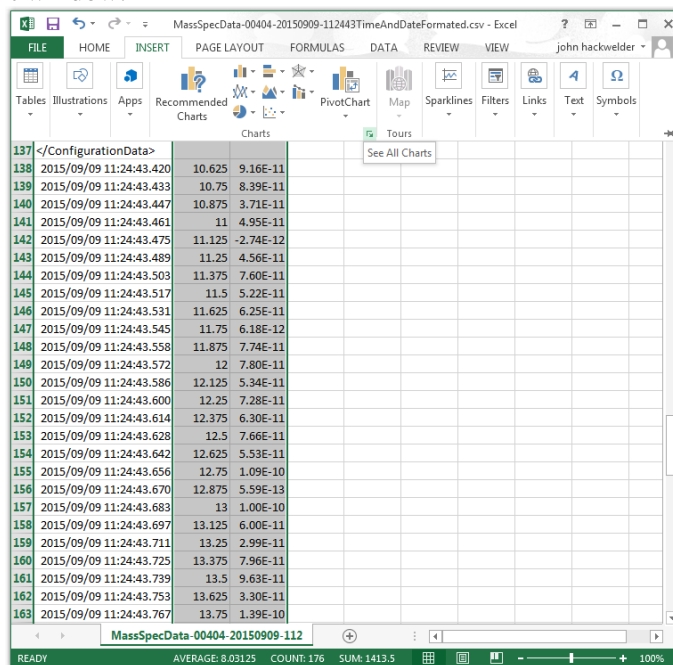 MassSpecData-00404-20150909-112443TimeAndDateFormated.csv - Excel
FILE HOME INSERT PAGE LAYOUT FORMULAS DATA REVIEW VIEW john hackwelder
Tables Illustrations Apps Recommended Charts PivotChart Map Sparklines Filters Links Text Symbols
Charts Tours
See All Charts
137 </ConfigurationData>
138 2015/09/09 11:24:43.420 10.625 9.16E-11
139 2015/09/09 11:24:43.433 10.75 8.39E-11
140 2015/09/09 11:24:43.447 10.875 3.71E-11
141 2015/09/09 11:24:43.461 11 4.95E-11
142 2015/09/09 11:24:43.475 11.125 -2.74E-12
143 2015/09/09 11:24:43.489 11.25 4.56E-11
144 2015/09/09 11:24:43.503 11.375 7.60E-11
145 2015/09/09 11:24:43.517 11.5 5.22E-11
146 2015/09/09 11:24:43.531 11.625 6.25E-11
147 2015/09/09 11:24:43.545 11.75 6.18E-12
148 2015/09/09 11:24:43.558 11.875 7.74E-11
149 2015/09/09 11:24:43.572 12 7.80E-11
150 2015/09/09 11:24:43.586 12.125 5.34E-11
151 2015/09/09 11:24:43.600 12.25 7.28E-11
152 2015/09/09 11:24:43.614 12.375 6.30E-11
153 2015/09/09 11:24:43.628 12.5 7.66E-11
154 2015/09/09 11:24:43.642 12.625 5.53E-11
155 2015/09/09 11:24:43.656 12.75 1.09E-10
156 2015/09/09 11:24:43.670 12.875 5.59E-13
157 2015/09/09 11:24:43.683 13 1.00E-10
158 2015/09/09 11:24:43.697 13.125 6.00E-11
159 2015/09/09 11:24:43.711 13.25 2.99E-11
160 2015/09/09 11:24:43.725 13.375 7.96E-11
161 2015/09/09 11:24:43.739 13.5 9.63E-11
162 2015/09/09 11:24:43.753 13.625 3.30E-11
163 2015/09/09 11:24:43.767 13.75 1.39E-10
MassSpecData-00404-20150909-112
READY AVERAGE: 8.03125 COUNT: 176 SUM: 1413.5 100%